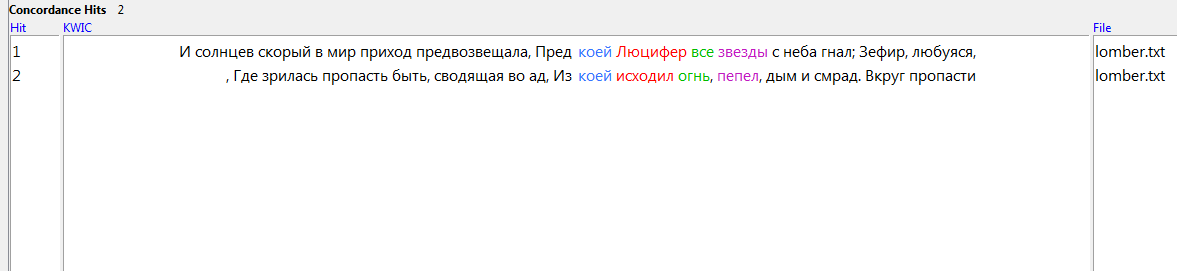 Concordance Hits 2
Hit KWIC File
1 И солнцев скорый в мир приход предвозвещала, Пред коей Люцифер все звезды с неба гнал; Зефир, любуяся, lomber.txt
2 , Где зрилась пропасть быть, сводящая во ад, Из коей исходил огнь, пепел, дым и смрад. Вкруг пропасти lomber.txt